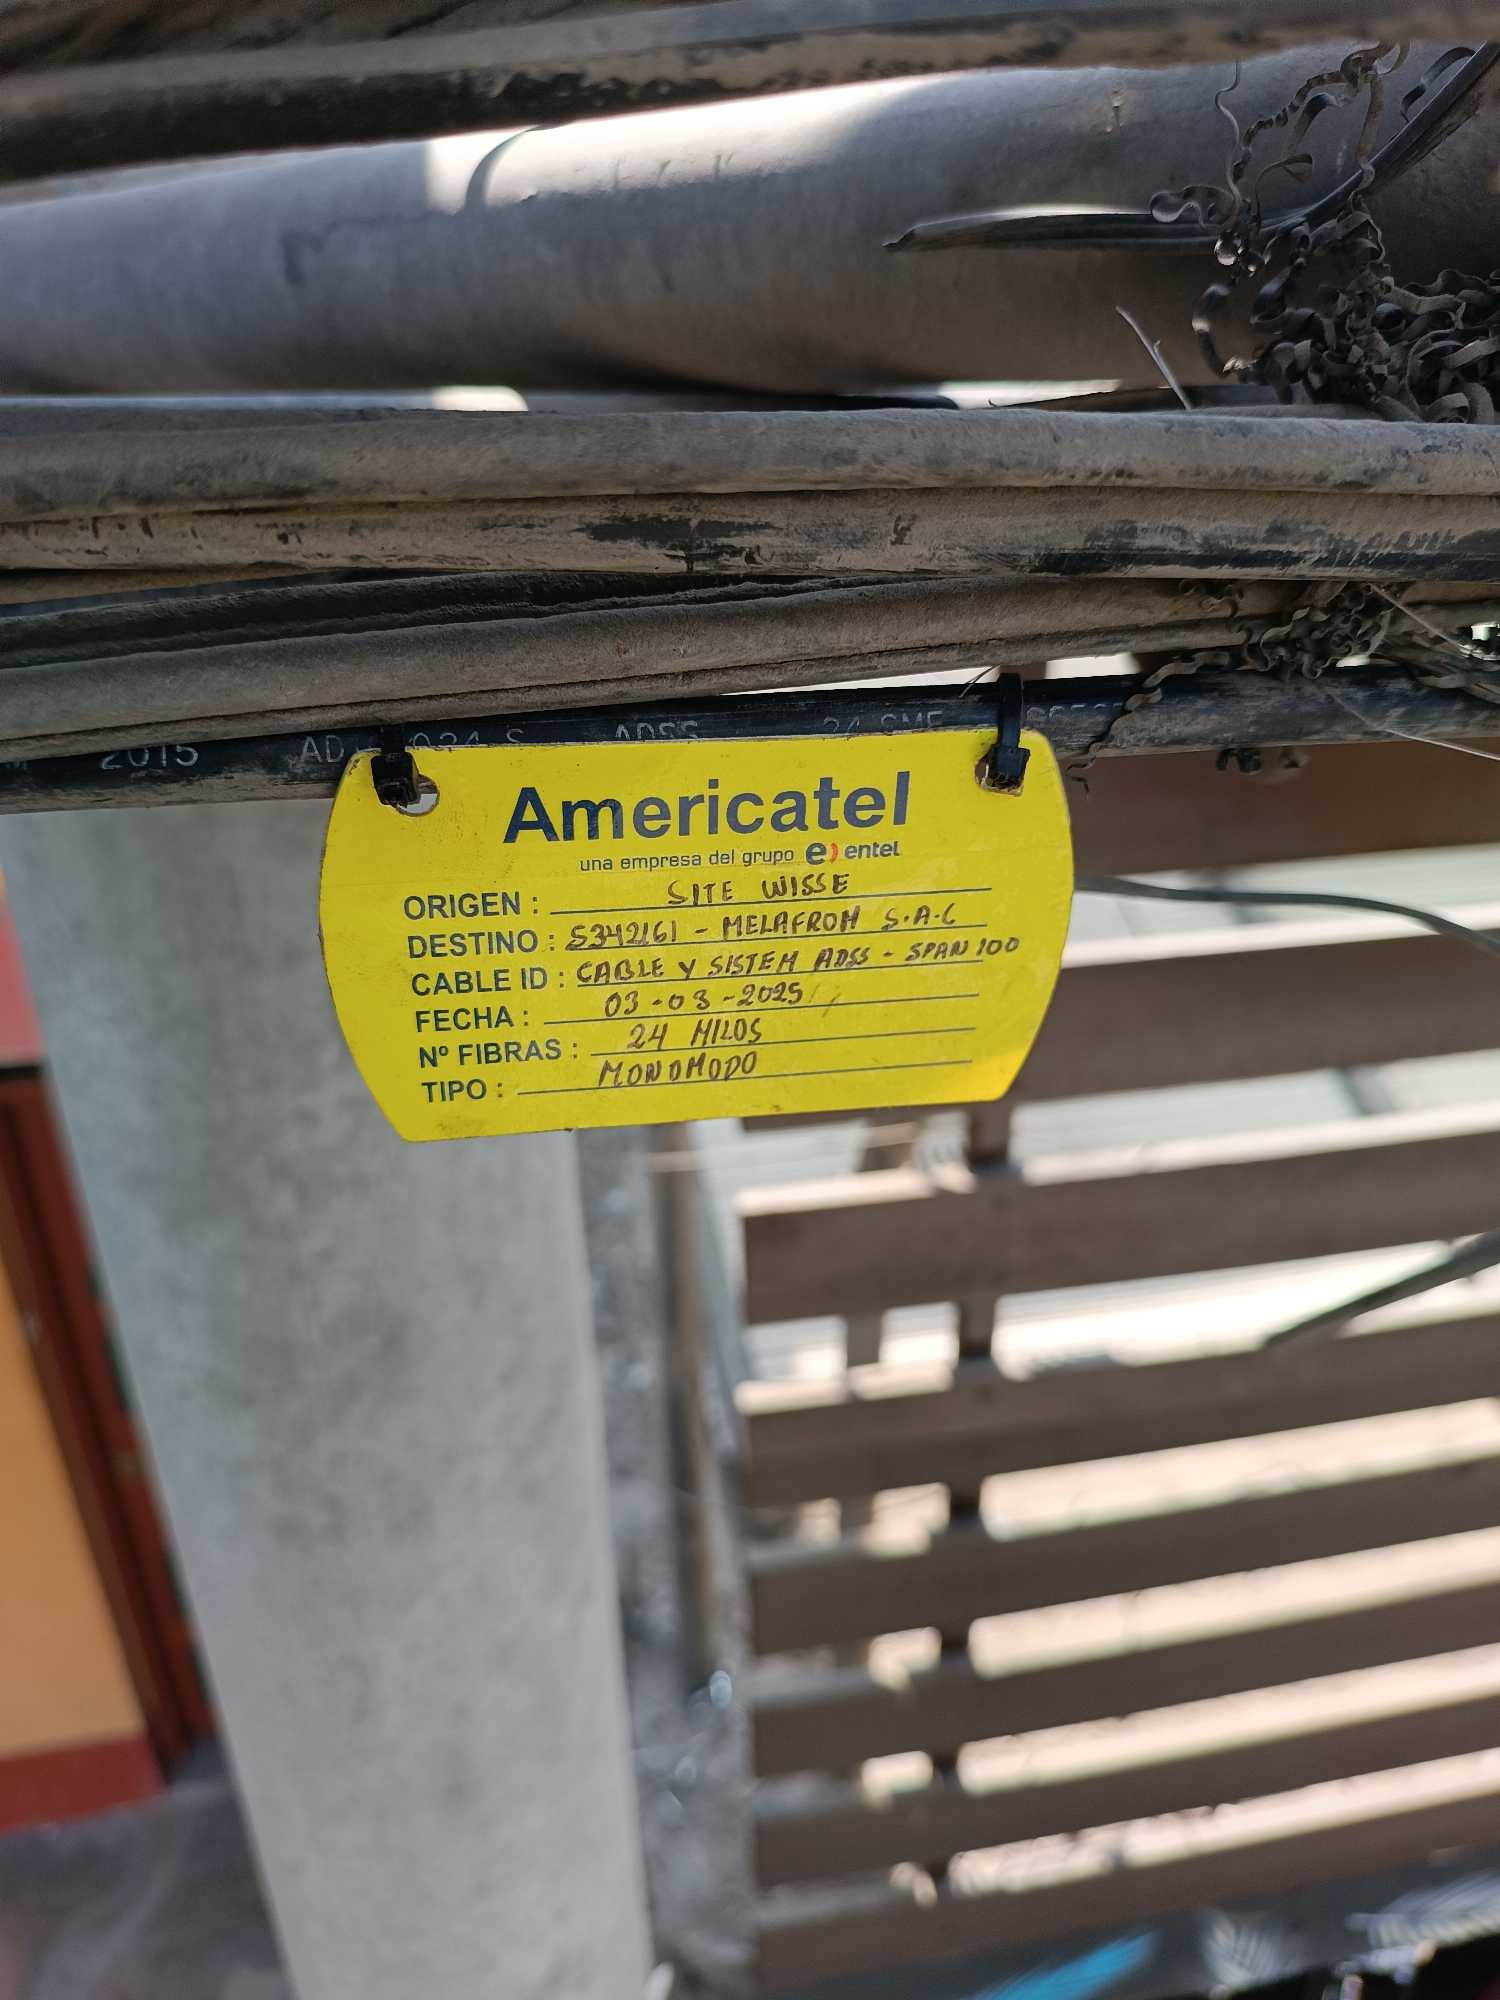 2015 ADSS
Americatel
una empresa del grupo e) entel
ORIGEN : SITE WISSE
DESTINO : S342161 - MELAFROM S.A.C
CABLE ID : CABLE Y SISTEM ADSS - SPAN 100
FECHA : 03-03-2025
Nº FIBRAS : 24 HILOS
TIPO : MONOMODO